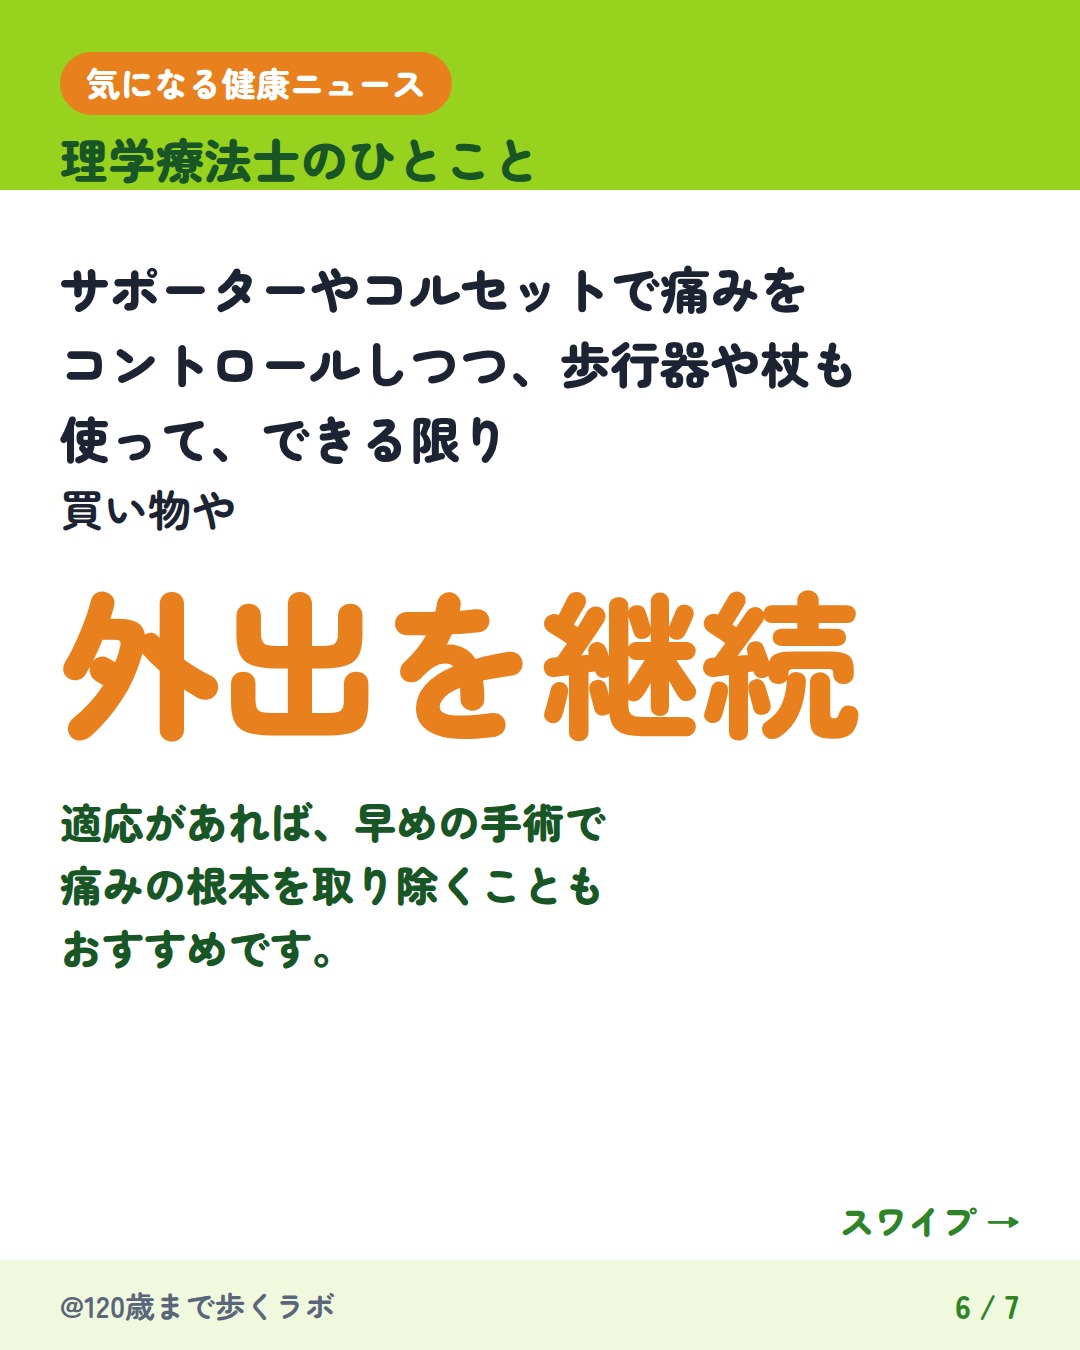 気になる健康ニュース
理学療法士のひとこと
サポーターやコルセットで痛みを
コントロールしつつ、歩行器や杖も
使って、できる限り
買い物や
外出を継続
適応があれば、早めの手術で
痛みの根本を取り除くことも
おすすめです。
スワイプ →
@120歳まで歩くラボ
6 / 7